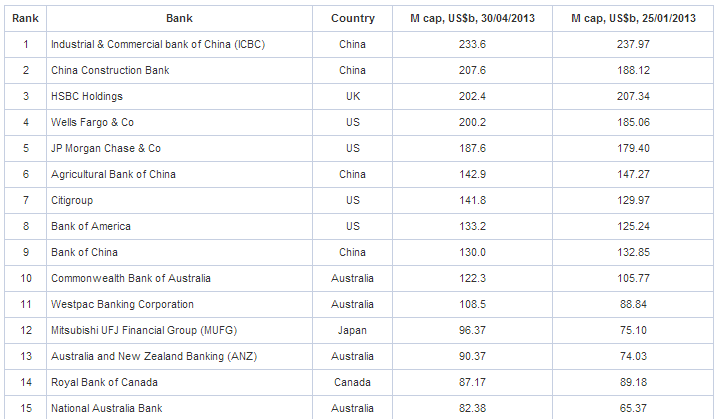 Rank Bank Country M cap, US$b, 30/04/2013 M cap, US$b, 25/01/2013
1 Industrial & Commercial bank of China (ICBC) China 233.6 237.97
2 China Construction Bank China 207.6 188.12
3 HSBC Holdings UK 202.4 207.34
4 Wells Fargo & Co US 200.2 185.06
5 JP Morgan Chase & Co US 187.6 179.40
6 Agricultural Bank of China China 142.9 147.27
7 Citigroup US 141.8 129.97
8 Bank of America US 133.2 125.24
9 Bank of China China 130.0 132.85
10 Commonwealth Bank of Australia Australia 122.3 105.77
11 Westpac Banking Corporation Australia 108.5 88.84
12 Mitsubishi UFJ Financial Group (MUFG) Japan 96.37 75.10
13 Australia and New Zealand Banking (ANZ) Australia 90.37 74.03
14 Royal Bank of Canada Canada 87.17 89.18
15 National Australia Bank Australia 82.38 65.37